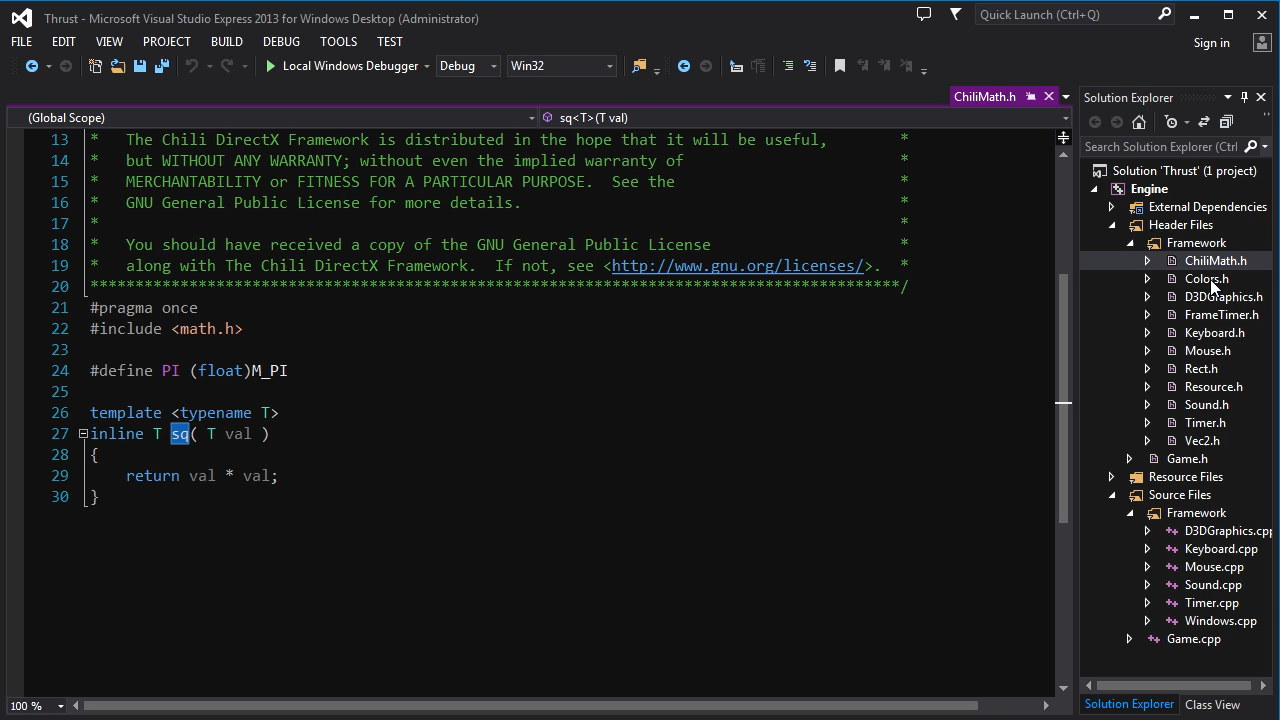 Thrust - Microsoft Visual Studio Express 2013 for Windows Desktop (Administrator)
Quick Launch (Ctrl+Q)
FILE EDIT VIEW PROJECT BUILD DEBUG TOOLS TEST
Sign in
Local Windows Debugger Debug Win32
ChiliMath.h
(Global Scope) sq<T>(T val)
13 * The Chili DirectX Framework is distributed in the hope that it will be useful, *
14 * but WITHOUT ANY WARRANTY; without even the implied warranty of *
15 * MERCHANTABILITY or FITNESS FOR A PARTICULAR PURPOSE. See the *
16 * GNU General Public License for more details. *
17 * *
18 * You should have received a copy of the GNU General Public License *
19 * along with The Chili DirectX Framework. If not, see <http://www.gnu.org/licenses/>. *
20 ******************************************************************************************/
21 #pragma once
22 #include <math.h>
23
24 #define PI (float)M_PI
25
26 template <typename T>
27 inline T sq( T val )
28 {
29 return val * val;
30 }
100 %
Solution Explorer
Search Solution Explorer (Ctrl
Solution 'Thrust' (1 project)
Engine
External Dependencies
Header Files
Framework
ChiliMath.h
Colors.h
D3DGraphics.h
FrameTimer.h
Keyboard.h
Mouse.h
Rect.h
Resource.h
Sound.h
Timer.h
Vec2.h
Game.h
Resource Files
Source Files
Framework
D3DGraphics.cpp
Keyboard.cpp
Mouse.cpp
Sound.cpp
Timer.cpp
Windows.cpp
Game.cpp
Solution Explorer Class View